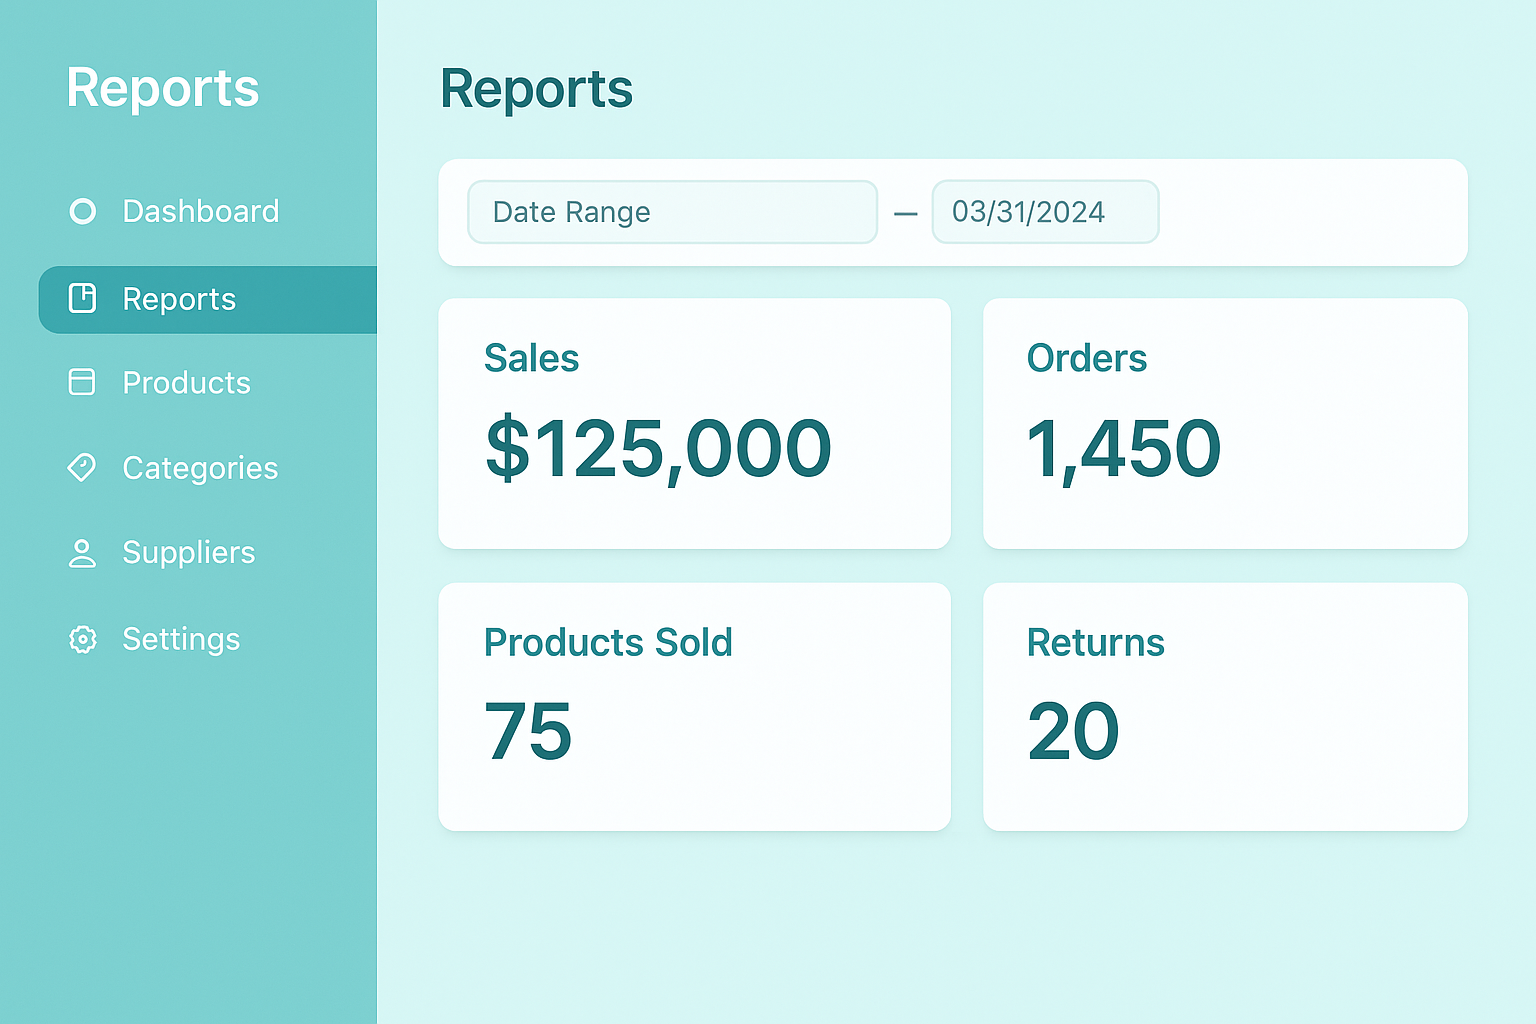 Reports
Dashboard
Reports
Products
Categories
Suppliers
Settings
Reports
Date Range — 03/31/2024
Sales
$125,000
Orders
1,450
Products Sold
75
Returns
20